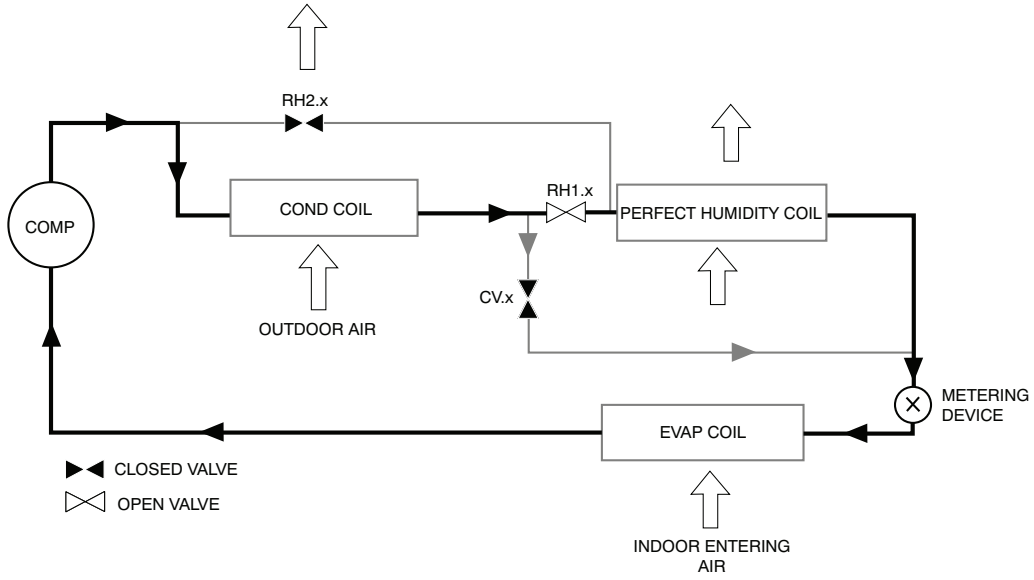 RH2.x
RH1.x
COMP
COND COIL
PERFECT HUMIDITY COIL
CV.x
OUTDOOR AIR
METERING
DEVICE
EVAP COIL
CLOSED VALVE
OPEN VALVE
INDOOR ENTERING
AIR